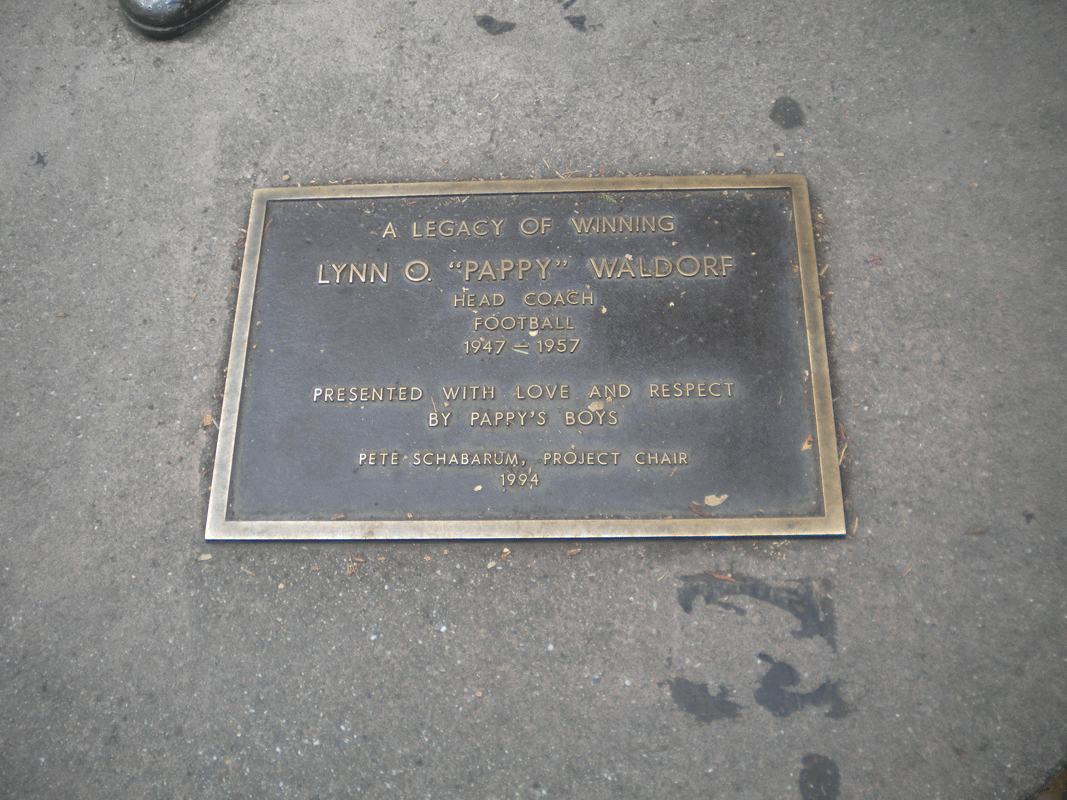 A LEGACY OF WINNING
LYNN O. "PAPPY" WALDORF
HEAD COACH
FOOTBALL
1947 — 1957
PRESENTED WITH LOVE AND RESPECT
BY PAPPY'S BOYS
PETE SCHABARUM, PROJECT CHAIR
1994